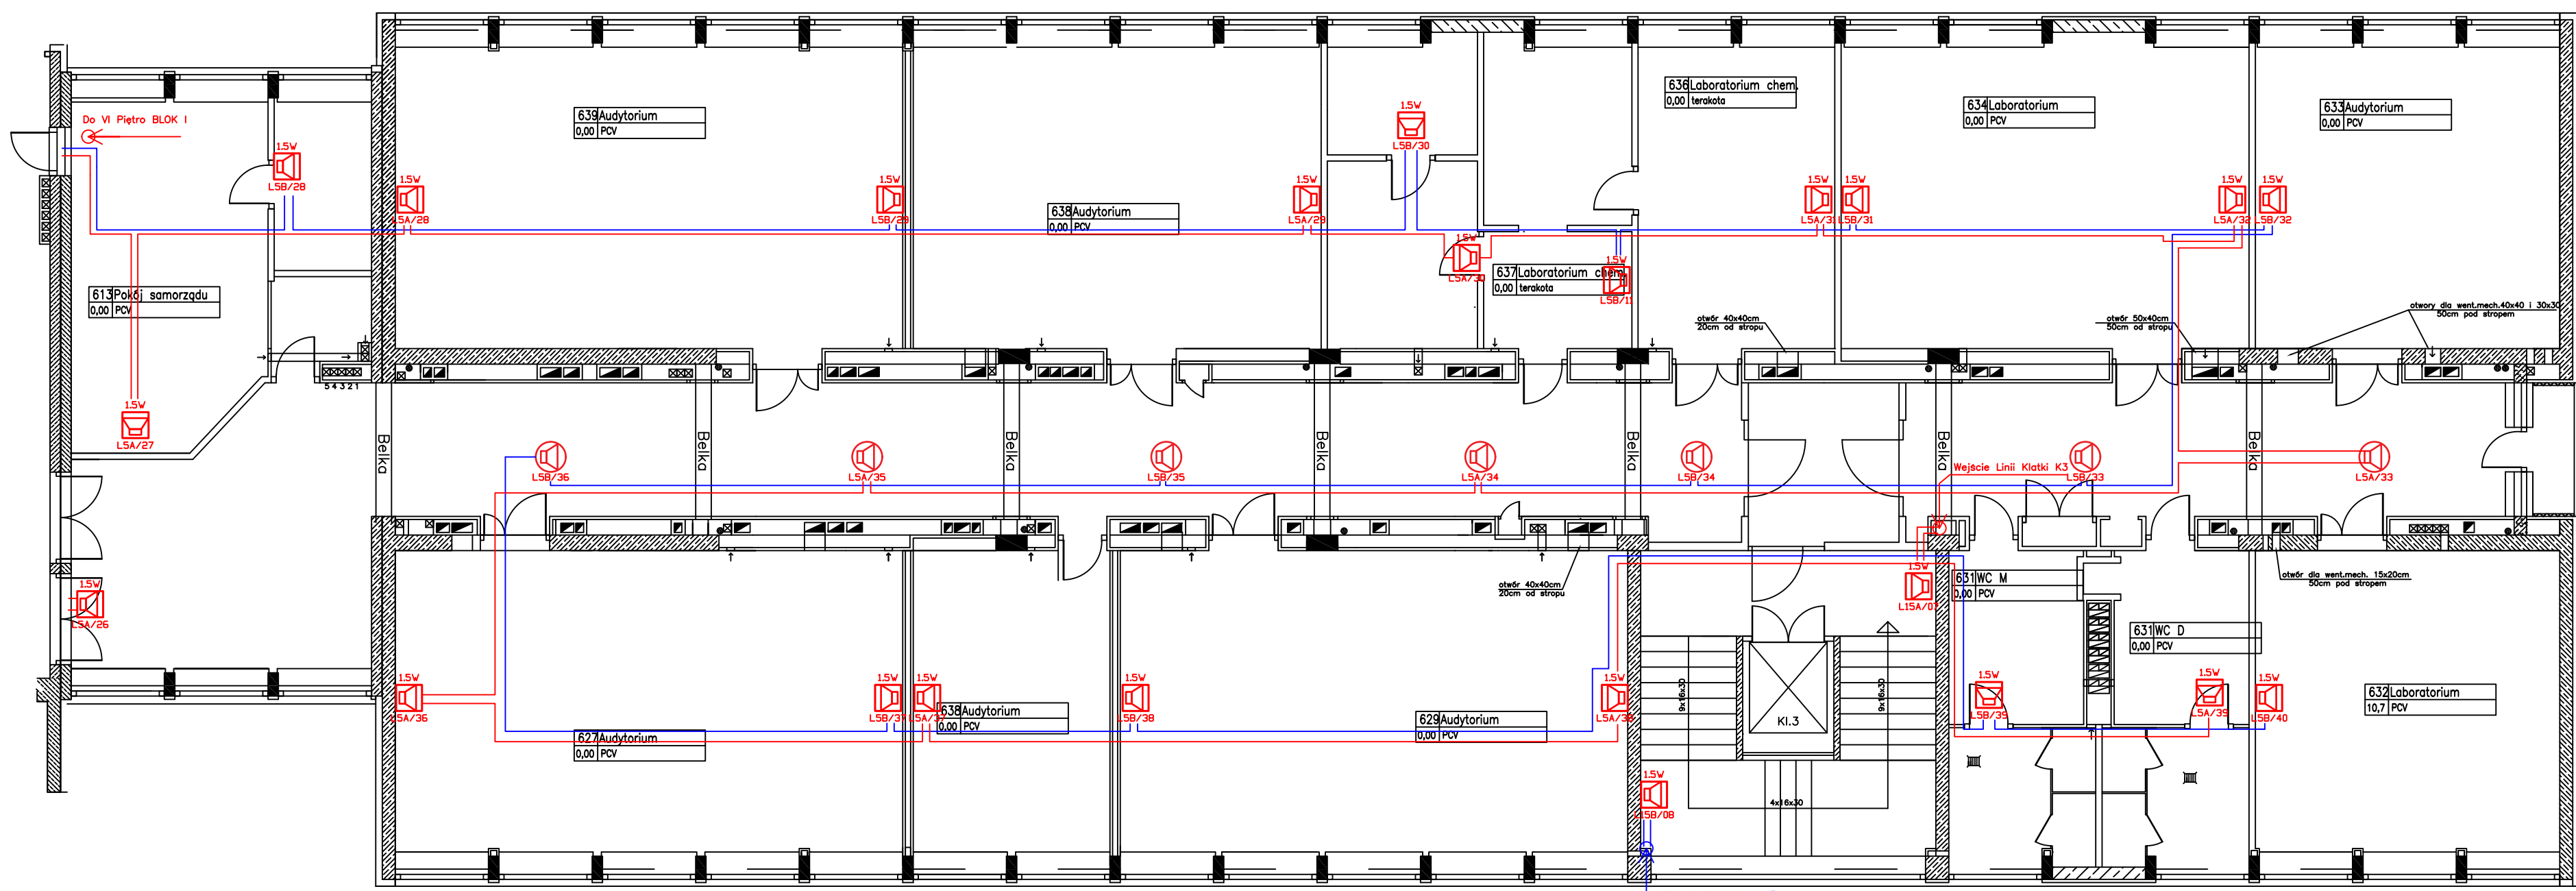 Do VI Piętro BLOK I
1.5W
L5B/28
1.5W
L5A/28
639 Audytorium
0,00 PCV
1.5W
L5B/29
638 Audytorium
0,00 PCV
1.5W
L5A/29
1.5W
L5B/30
1.5W
L5A/30
636 Laboratorium chem.
0,00 terakota
637 Laboratorium chem.
0,00 terakota
1.5W
L5B/11
1.5W
L5A/31
1.5W
L5B/31
634 Laboratorium
0,00 PCV
1.5W
L5A/32
1.5W
L5B/32
633 Audytorium
0,00 PCV
613 Pokój samorządu
0,00 PCV
otwór 40x40cm
20cm od stropu
otwór 50x40cm
50cm od stropu
otwory dla went.mech.40x40 i 30x30
50cm pod stropem
5 4 3 2 1
1.5W
L5A/27
Belka
L5B/36
Belka
L5A/35
Belka
L5B/35
Belka
L5A/34
Belka
L5B/34
Belka
Wejście Linii Klatki K3
L5B/33
Belka
L5A/33
1.5W
L5A/26
otwór 40x40cm
20cm od stropu
1.5W
L15A/07
631 WC M
0,00 PCV
otwór dla went.mech. 15x20cm
50cm pod stropem
631 WC D
0,00 PCV
1.5W
L5A/36
627 Audytorium
0,00 PCV
1.5W
L5B/37
1.5W
L5A/37
638 Audytorium
0,00 PCV
1.5W
L5B/38
629 Audytorium
0,00 PCV
1.5W
L5A/38
9x16x30
Kl.3
9x16x30
4x16x30
1.5W
L5B/39
1.5W
L5A/39
1.5W
L5B/40
632 Laboratorium
10,7 PCV
1.5W
L15B/08